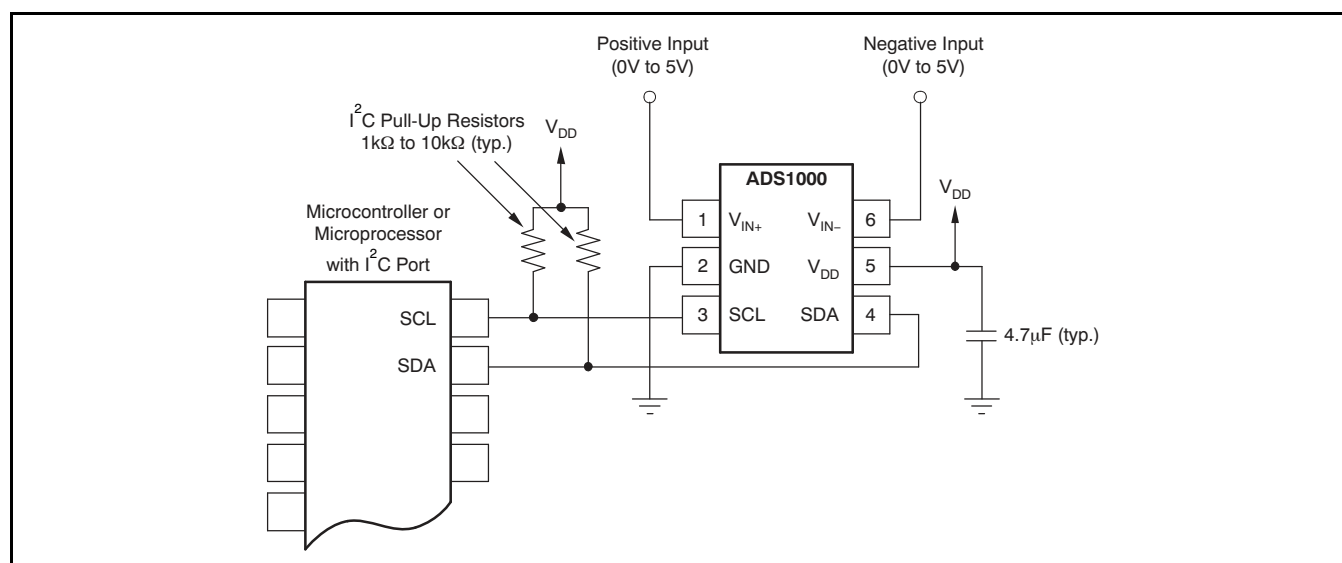 Positive Input
(0V to 5V)
Negative Input
(0V to 5V)
I²C Pull-Up Resistors
1kΩ to 10kΩ (typ.)
VDD
Microcontroller or
Microprocessor
with I²C Port
SCL
SDA
ADS1000
1 VIN+ VIN– 6
2 GND VDD 5
3 SCL SDA 4
VDD
4.7μF (typ.)